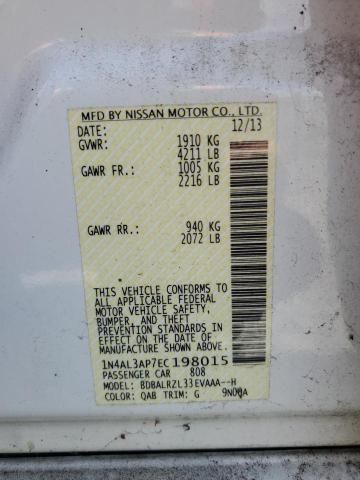 MFD BY NISSAN MOTOR CO., LTD.
DATE: 12/13
GVWR: 1910 KG
4211 LB
GAWR FR: 1005 KG
2216 LB
GAWR RR: 940 KG
2072 LB
THIS VEHICLE CONFORMS TO
ALL APPLICABLE FEDERAL
MOTOR VEHICLE SAFETY,
BUMPER, AND THEFT
PREVENTION STANDARDS IN
EFFECT ON THE DATE OF
MANUFACTURE SHOWN ABOVE.
1N4AL3AP7EC198015
PASSENGER CAR 808
MODEL: BDBALRZL33EVAAA--H
COLOR: QAB TRIM: G